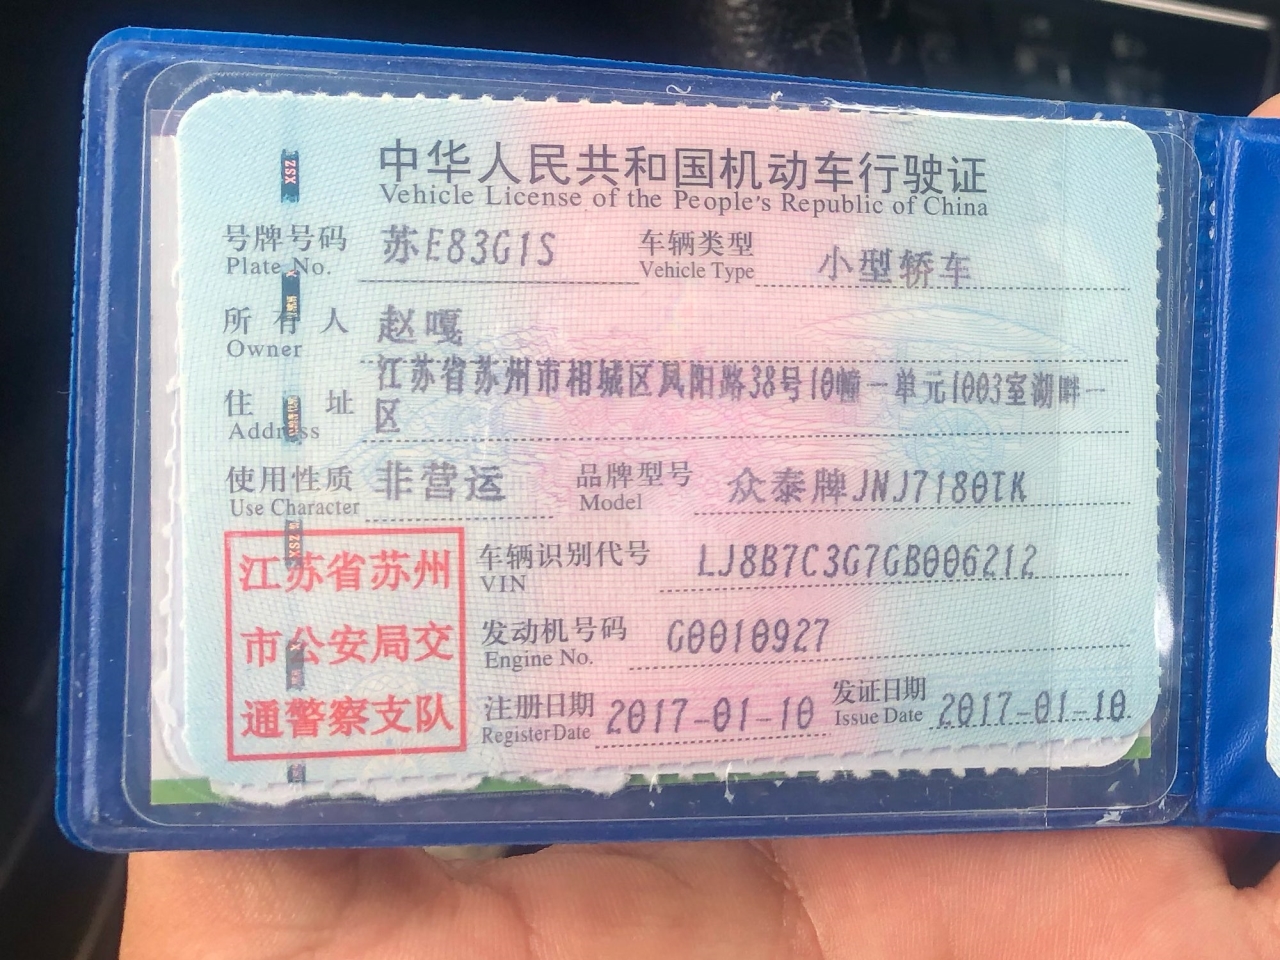 中华人民共和国机动车行驶证
Vehicle License of the People's Republic of China
号牌号码 苏E83G1S 车辆类型 小型轿车
Plate No. Vehicle Type
所有人 赵嘎
Owner
江苏省苏州市相城区凤阳路38号10幢一单元1003室湖畔一
住址 区
Address
使用性质 非营运 品牌型号 众泰牌JNJ7180TK
Use Character Model
江苏省苏州
市公安局交
通警察支队
车辆识别代号 LJ8B7C3G7GB006212
VIN
发动机号码 G0010927
Engine No.
注册日期 2017-01-10 发证日期 2017-01-10
Register Date Issue Date
XSZ
XSZ